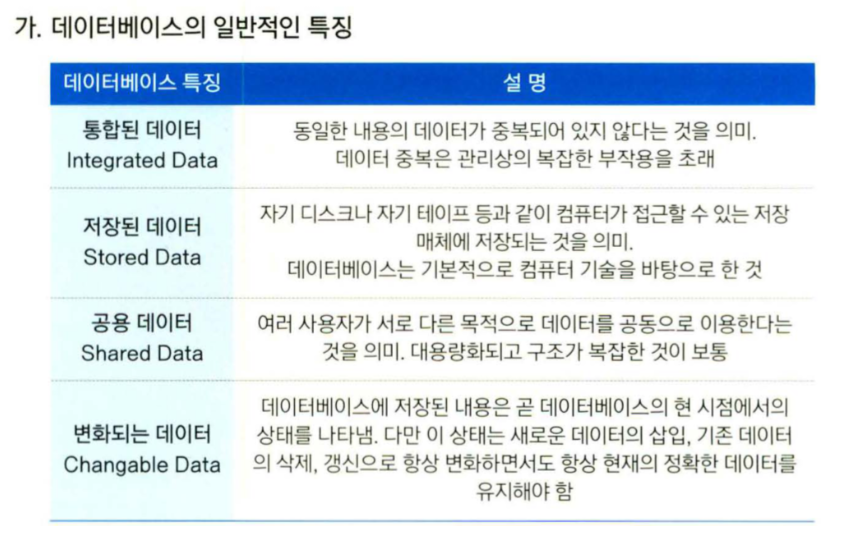 가. 데이터베이스의 일반적인 특징
데이터베이스 특징
설 명
통합된 데이터
Integrated Data
동일한 내용의 데이터가 중복되어 있지 않다는 것을 의미.
데이터 중복은 관리상의 복잡한 부작용을 초래
저장된 데이터
Stored Data
자기 디스크나 자기 테이프 등과 같이 컴퓨터가 접근할 수 있는 저장
매체에 저장되는 것을 의미.
데이터베이스는 기본적으로 컴퓨터 기술을 바탕으로 한 것
공용 데이터
Shared Data
여러 사용자가 서로 다른 목적으로 데이터를 공동으로 이용한다는
것을 의미. 대용량화되고 구조가 복잡한 것이 보통
변화되는 데이터
Changable Data
데이터베이스에 저장된 내용은 곧 데이터베이스의 현 시점에서의
상태를 나타냄. 다만 이 상태는 새로운 데이터의 삽입, 기존 데이터
의 삭제, 갱신으로 항상 변화하면서도 항상 현재의 정확한 데이터를
유지해야 함